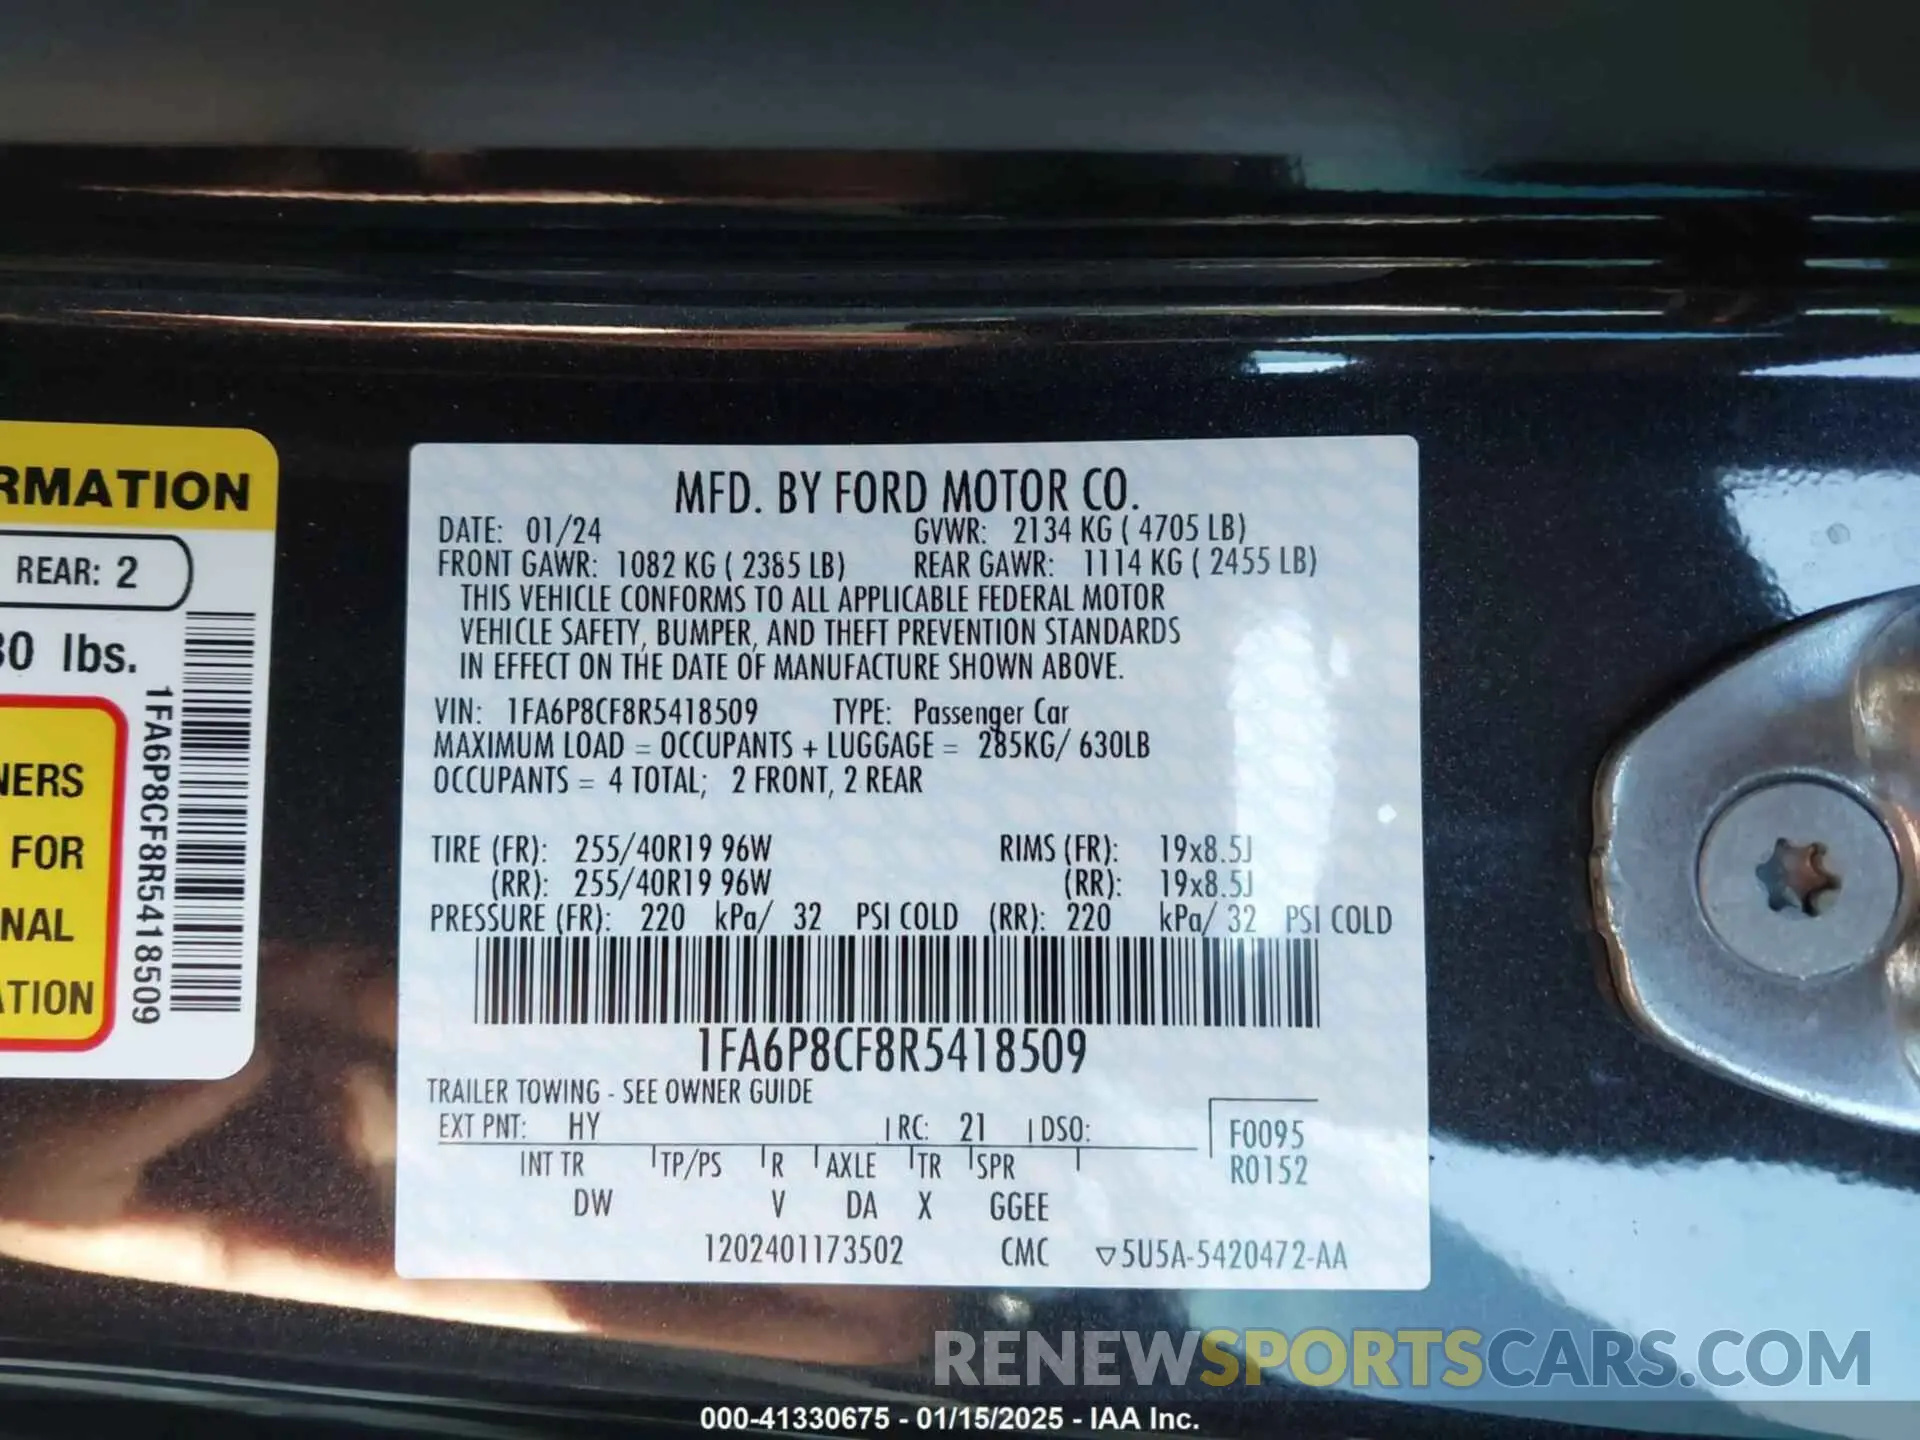 RMATION
REAR: 2
30 lbs.
1FA6P8CF8R5418509
NERS
FOR
NAL
ATION
MFD. BY FORD MOTOR CO.
DATE: 01/24 GVWR: 2134 KG ( 4705 LB)
FRONT GAWR: 1082 KG ( 2385 LB) REAR GAWR: 1114 KG ( 2455 LB)
THIS VEHICLE CONFORMS TO ALL APPLICABLE FEDERAL MOTOR
VEHICLE SAFETY, BUMPER, AND THEFT PREVENTION STANDARDS
IN EFFECT ON THE DATE OF MANUFACTURE SHOWN ABOVE.
VIN: 1FA6P8CF8R5418509 TYPE: Passenger Car
MAXIMUM LOAD = OCCUPANTS + LUGGAGE = 285KG/ 630LB
OCCUPANTS = 4 TOTAL; 2 FRONT, 2 REAR
TIRE (FR): 255/40R19 96W RIMS (FR): 19x8.5J
(RR): 255/40R19 96W (RR): 19x8.5J
PRESSURE (FR): 220 kPa/ 32 PSI COLD (RR): 220 kPa/ 32 PSI COLD
1FA6P8CF8R5418509
TRAILER TOWING - SEE OWNER GUIDE
EXT PNT: HY RC: 21 DSO: F0095
INT TR TP/PS R AXLE TR SPR R0152
DW V DA X GGEE
1202401173502 CMC ▽5U5A-5420472-AA
RENEWSPORTSCARS.COM
000-41330675 - 01/15/2025 - IAA Inc.